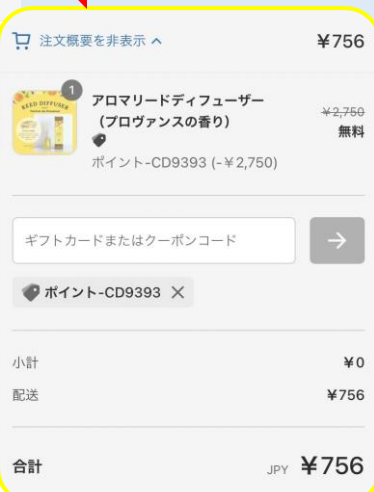 注文概要を非表示
¥756
1
REED DIFFUSER
アロマリードディフューザー
（プロヴァンスの香り）
¥2,750
無料
ポイント-CD9393 (-¥2,750)
ギフトカードまたはクーポンコード
ポイント-CD9393
小計 ¥0
配送 ¥756
合計 JPY ¥756